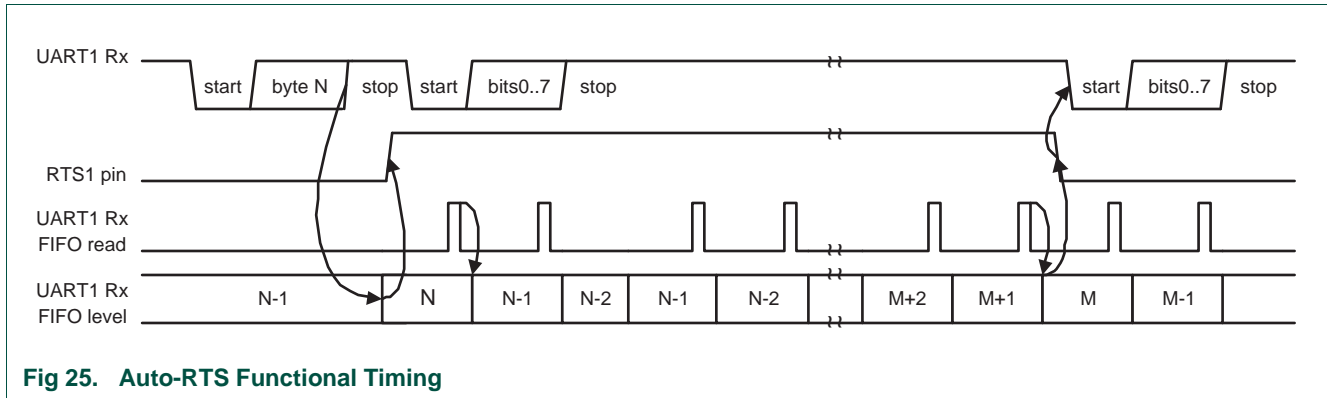 UART1 Rx
start byte N stop start bits0..7 stop start bits0..7 stop
RTS1 pin
UART1 Rx
FIFO read
UART1 Rx
FIFO level
N-1 N N-1 N-2 N-1 N-2 M+2 M+1 M M-1
Fig 25. Auto-RTS Functional Timing